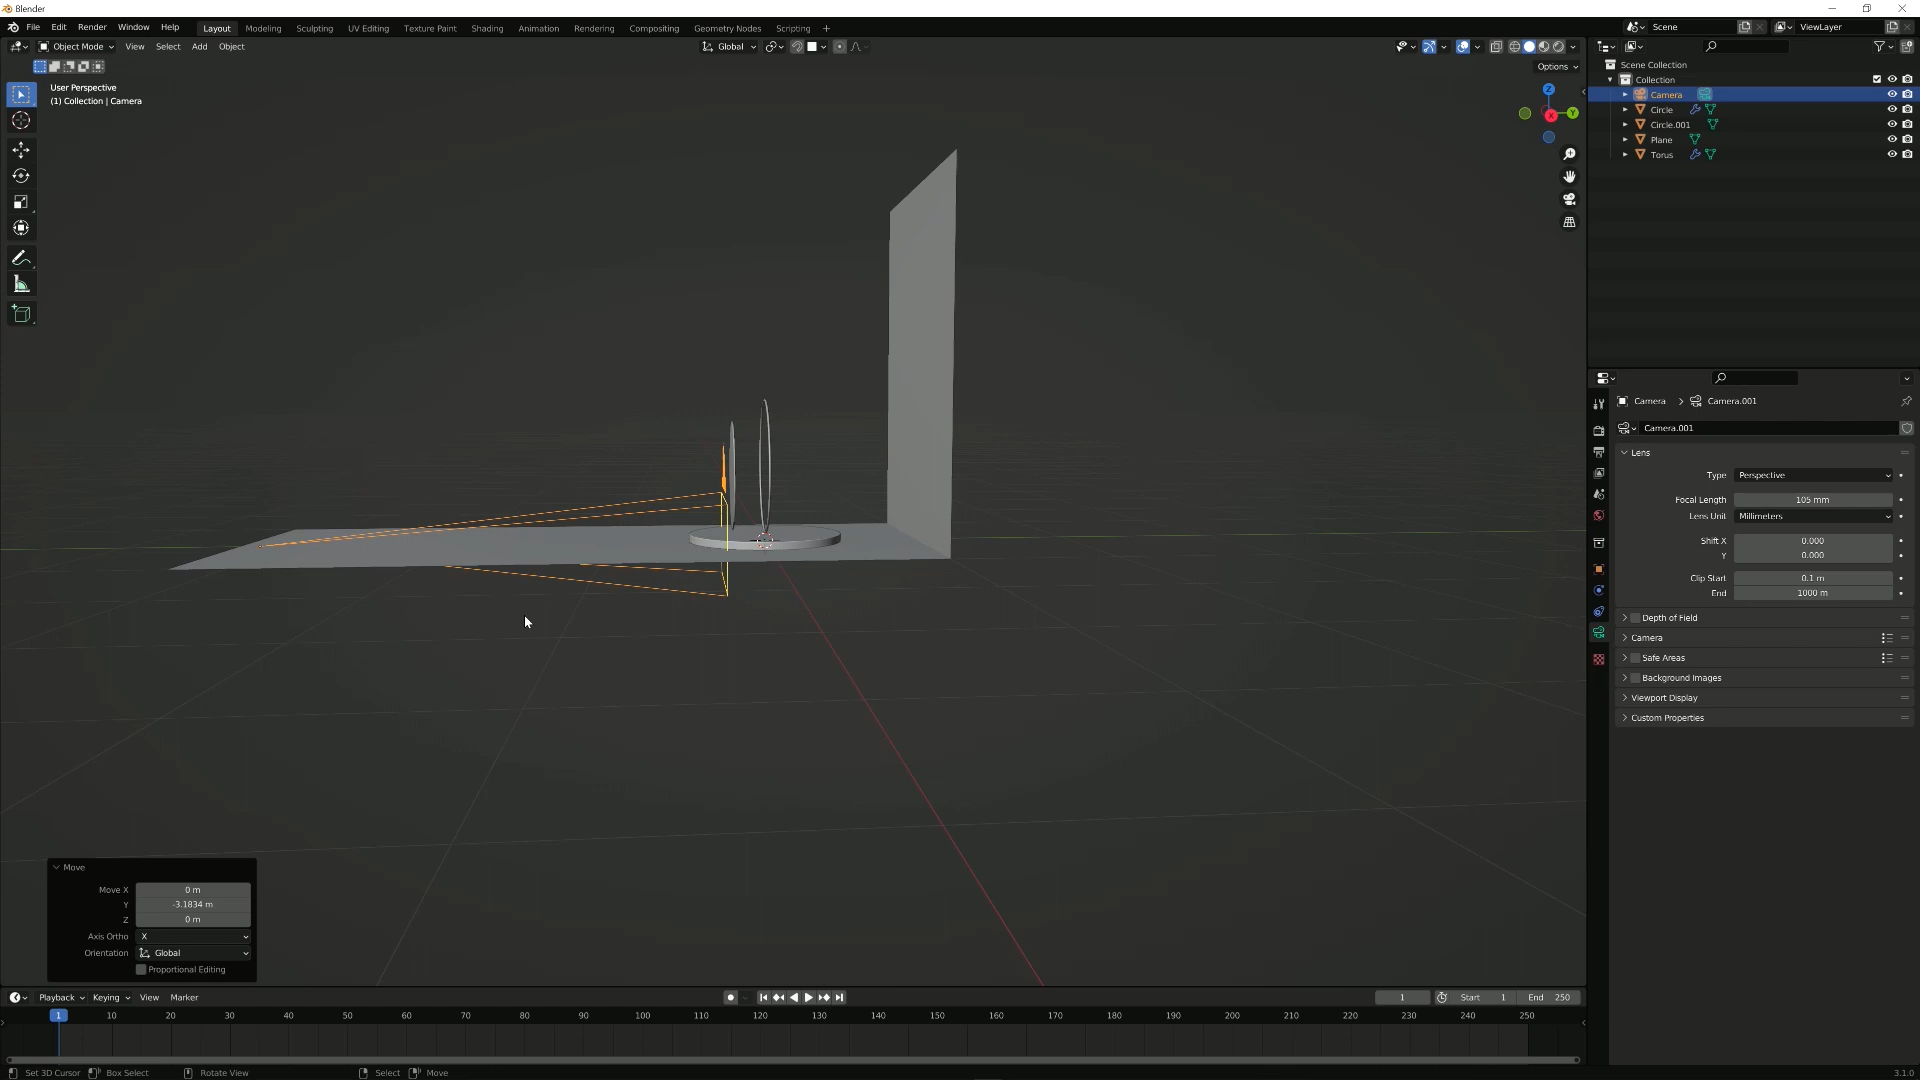 Blender
File Edit Render Window Help Layout Modeling Sculpting UV Editing Texture Paint Shading Animation Rendering Compositing Geometry Nodes Scripting + Scene ViewLayer
Object Mode View Select Add Object Global
Options
User Perspective
(1) Collection | Camera
Z
Y
X
Scene Collection
Collection
Camera
Circle
Circle.001
Plane
Torus
Camera > Camera.001
Camera.001
Lens
Type Perspective
Focal Length 105 mm
Lens Unit Millimeters
Shift X 0.000
Y 0.000
Clip Start 0.1 m
End 1000 m
Depth of Field
Camera
Safe Areas
Background Images
Viewport Display
Custom Properties
Move
Move X 0 m
Y -3.1834 m
Z 0 m
Axis Ortho X
Orientation Global
Proportional Editing
Playback Keying View Marker 1 Start 1 End 250
1 10 20 30 40 50 60 70 80 90 100 110 120 130 140 150 160 170 180 190 200 210 220 230 240 250
Set 3D Cursor Box Select Rotate View Select Move 3.1.0